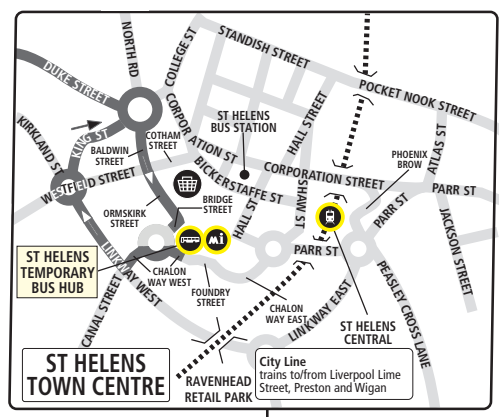 NORTH RD
COLLEGE ST
STANDISH STREET
DUKE STREET
POCKET NOOK STREET
KIRKLAND ST
KING ST
CORPORATION ST
ST HELENS
BUS STATION
HALL STREET
ATLAS ST
BALDWIN
STREET
COTHAM
STREET
PHOENIX
BROW
WESTFIELD STREET
BICKERSTAFFE ST
CORPORATION STREET
PARR ST
ORMSKIRK
STREET
BRIDGE
STREET
HALL ST
SHAW ST
PARR ST
JACKSON STREET
Mi
PARR ST
ST HELENS
TEMPORARY
BUS HUB
LINKWAY WEST
CHALON
WAY WEST
FOUNDRY
STREET
CHALON
WAY EAST
LINKWAY EAST
PEASLEY CROSS LANE
CANAL STREET
ST HELENS
CENTRAL
ST HELENS
TOWN CENTRE
RAVENHEAD
RETAIL PARK
City Line
trains to/from Liverpool Lime
Street, Preston and Wigan